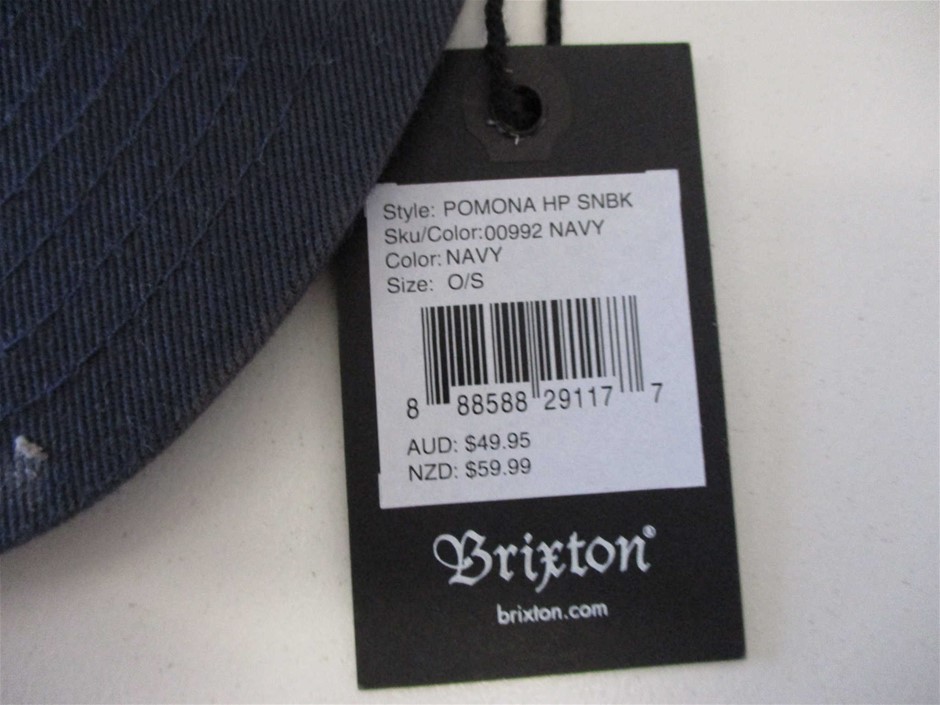 Style: POMONA HP SNBK
Sku/Color:00992 NAVY
Color: NAVY
Size: O/S
8 88588 29117 7
AUD: $49.95
NZD: $59.99
Brixton®
brixton.com